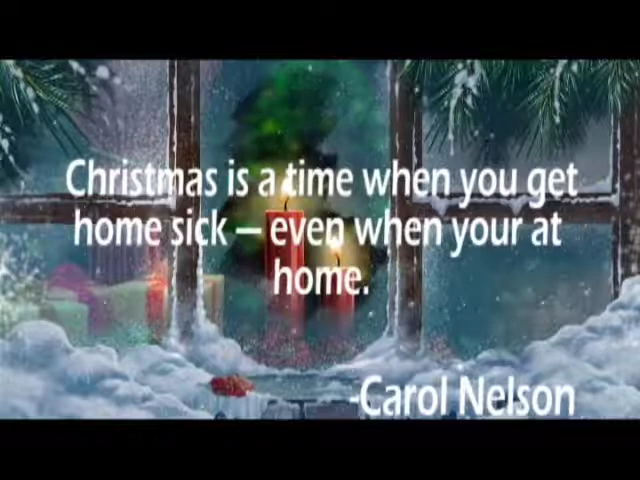 Christmas is a time when you get
home sick – even when your at
home.
-Carol Nelson